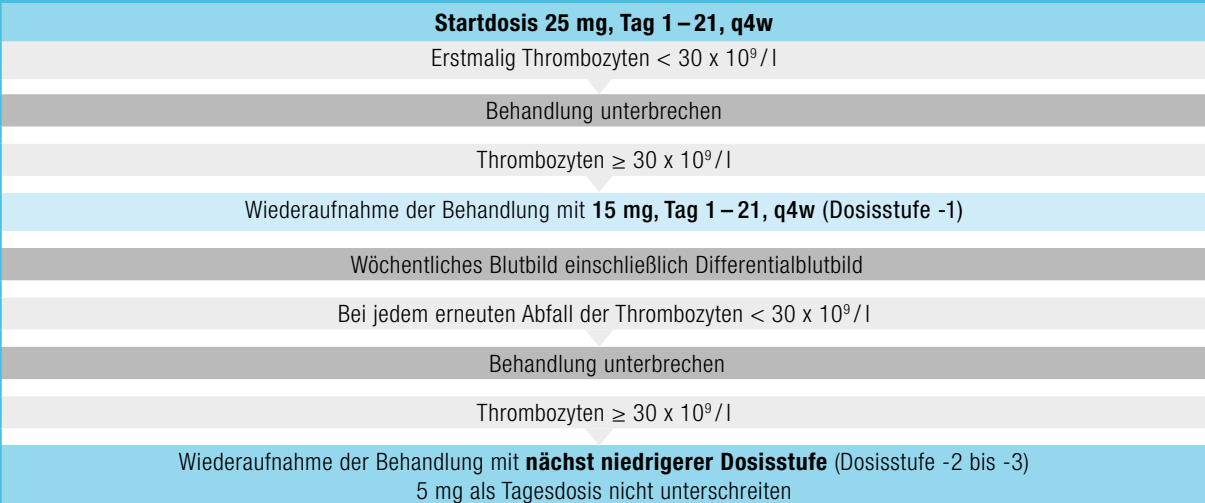 Startdosis 25 mg, Tag 1 – 21, q4w
Erstmalig Thrombozyten < 30 x 10⁹ / l
Behandlung unterbrechen
Thrombozyten ≥ 30 x 10⁹ / l
Wiederaufnahme der Behandlung mit 15 mg, Tag 1 – 21, q4w (Dosisstufe -1)
Wöchentliches Blutbild einschließlich Differentialblutbild
Bei jedem erneuten Abfall der Thrombozyten < 30 x 10⁹ / l
Behandlung unterbrechen
Thrombozyten ≥ 30 x 10⁹ / l
Wiederaufnahme der Behandlung mit nächst niedrigerer Dosisstufe (Dosisstufe -2 bis -3)
5 mg als Tagesdosis nicht unterschreiten